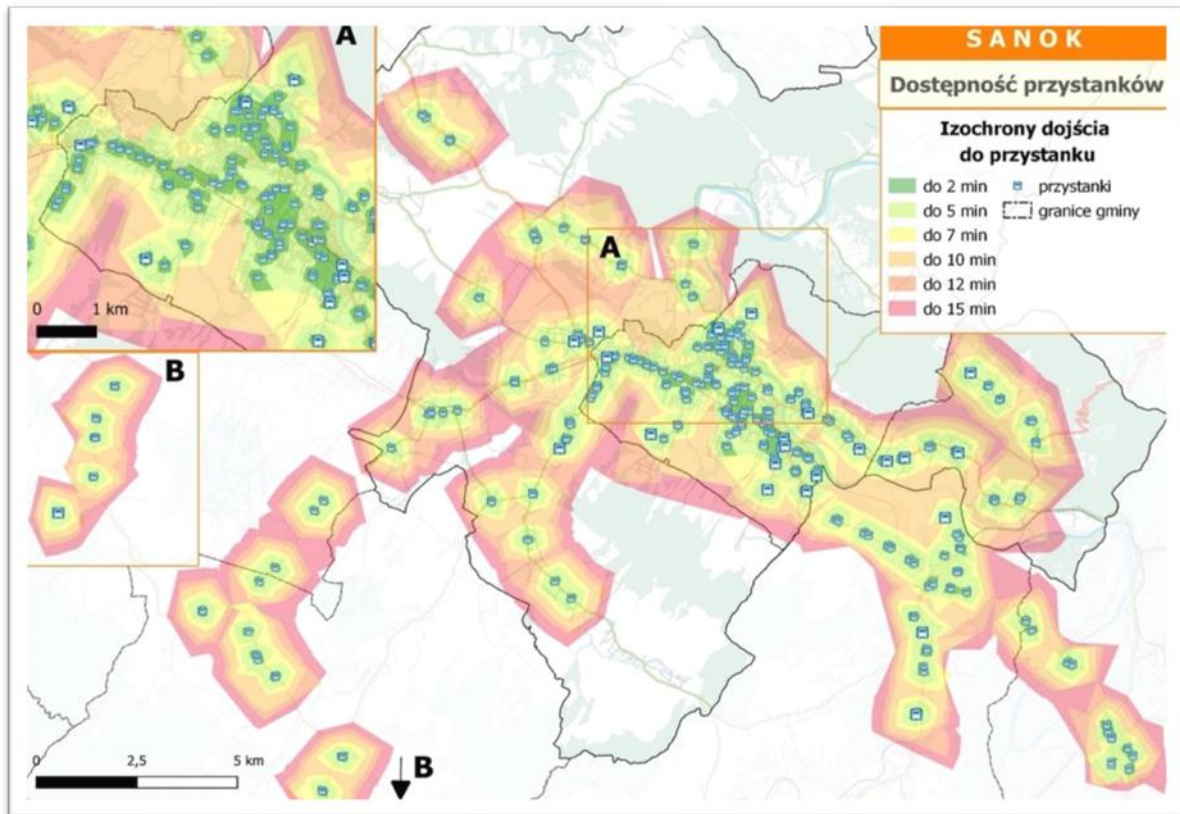 SANOK
Dostępność przystanków
Izochrony dojścia
do przystanku
do 2 min
do 5 min
do 7 min
do 10 min
do 12 min
do 15 min
przystanki
granice gminy
A
0 1 km
B
A
0 2,5 5 km
B